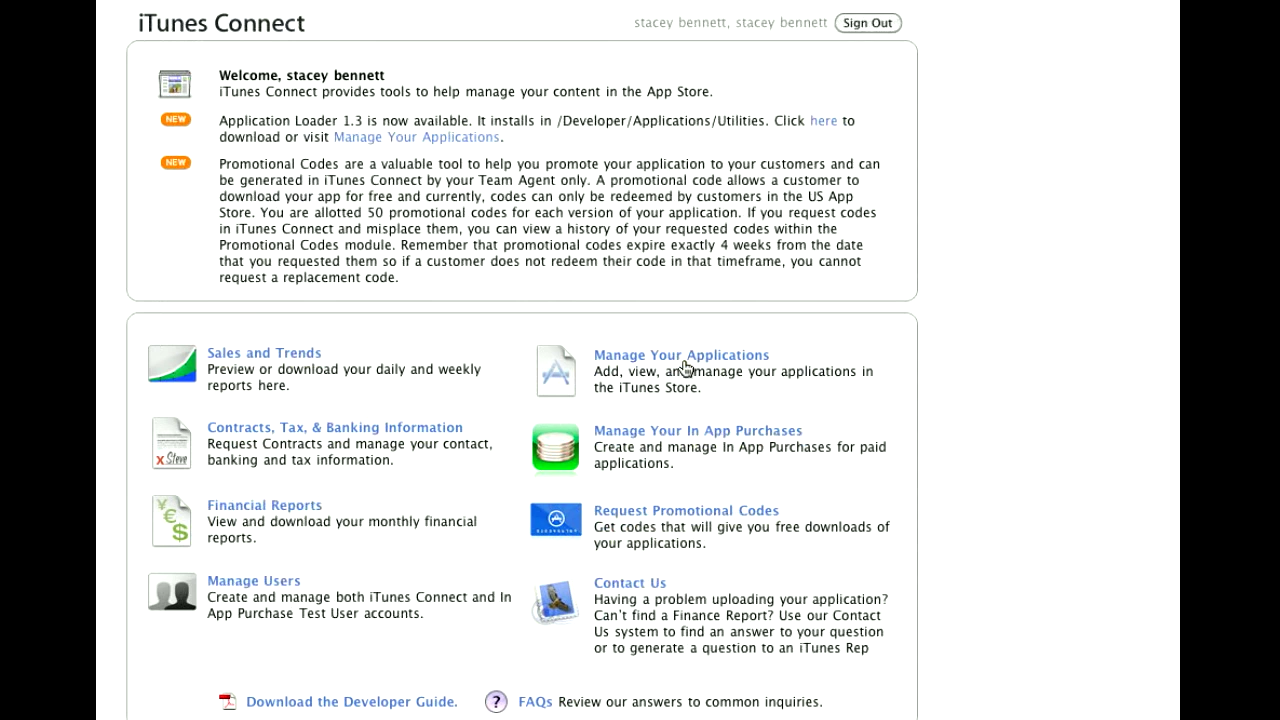 iTunes Connect
stacey bennett, stacey bennett
Sign Out
Welcome, stacey bennett
iTunes Connect provides tools to help manage your content in the App Store.
NEW
Application Loader 1.3 is now available. It installs in /Developer/Applications/Utilities. Click here to
download or visit Manage Your Applications.
NEW
Promotional Codes are a valuable tool to help you promote your application to your customers and can
be generated in iTunes Connect by your Team Agent only. A promotional code allows a customer to
download your app for free and currently, codes can only be redeemed by customers in the US App
Store. You are allotted 50 promotional codes for each version of your application. If you request codes
in iTunes Connect and misplace them, you can view a history of your requested codes within the
Promotional Codes module. Remember that promotional codes expire exactly 4 weeks from the date
that you requested them so if a customer does not redeem their code in that timeframe, you cannot
request a replacement code.
Sales and Trends
Preview or download your daily and weekly
reports here.
Contracts, Tax, & Banking Information
Request Contracts and manage your contact,
banking and tax information.
Financial Reports
View and download your monthly financial
reports.
Manage Users
Create and manage both iTunes Connect and In
App Purchase Test User accounts.
Manage Your Applications
Add, view, and manage your applications in
the iTunes Store.
Manage Your In App Purchases
Create and manage In App Purchases for paid
applications.
Request Promotional Codes
Get codes that will give you free downloads of
your applications.
Contact Us
Having a problem uploading your application?
Can't find a Finance Report? Use our Contact
Us system to find an answer to your question
or to generate a question to an iTunes Rep
Download the Developer Guide.
? FAQs Review our answers to common inquiries.